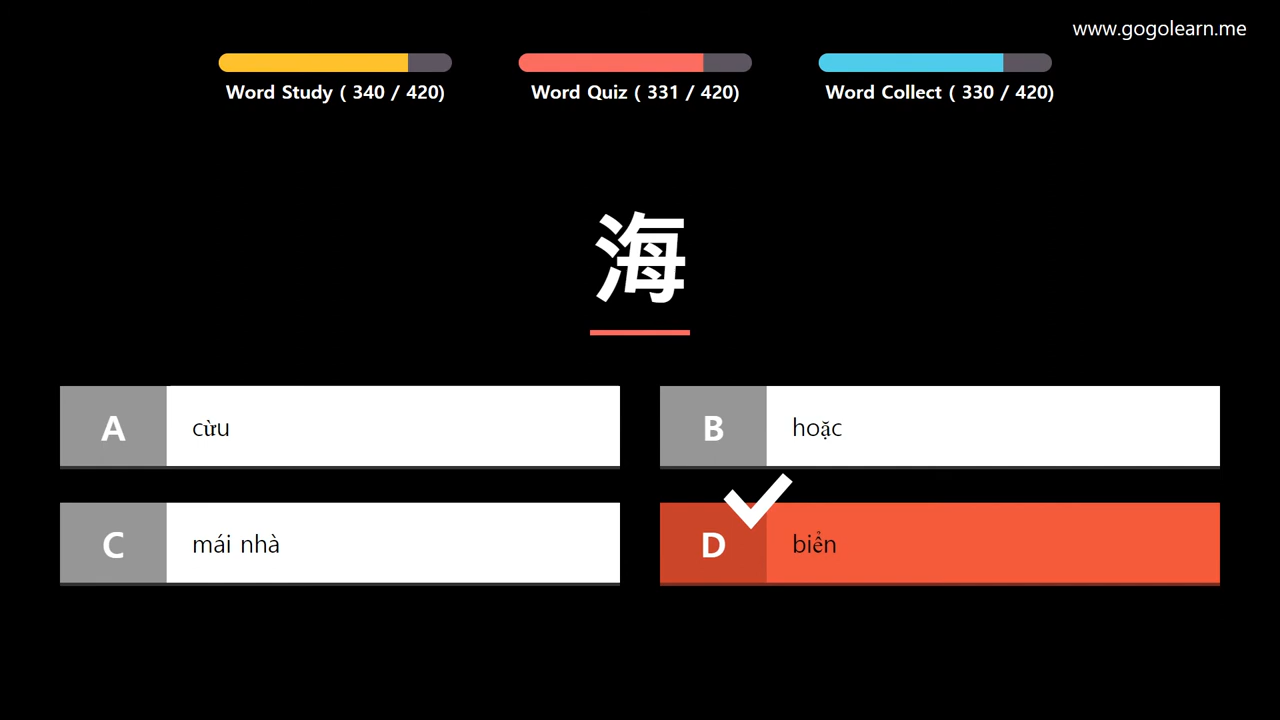 www.gogolearn.me
Word Study ( 340 / 420)
Word Quiz ( 331 / 420)
Word Collect ( 330 / 420)
海
A cừu
B hoặc
C mái nhà
D biển